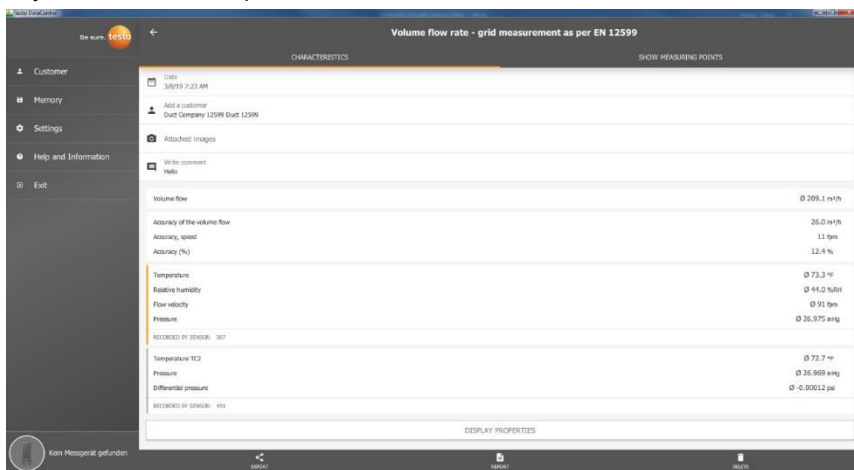 testo DataControl
Be sure. testo
Volume flow rate - grid measurement as per EN 12599
CHARACTERISTICS
SHOW MEASURING POINTS
Customer
Memory
Settings
Help and Information
Exit
Date
3/8/19 7:23 AM
Add a customer
Duct Company 12599 Duct 12599
Attached images
Write comment
Hello
Volume flow Ø 209.1 m³/h
Accuracy of the volume flow 26.0 m³/h
Accuracy, speed 11 fpm
Accuracy (%) 12.4 %
Temperature Ø 73.3 °F
Relative humidity Ø 44.0 %RH
Flow velocity Ø 91 fpm
Pressure Ø 26.975 inHg
RECORDED BY SENSOR:
Temperature TC2 Ø 72.7 °F
Pressure Ø 26.969 inHg
Differential pressure Ø -0.00012 psi
RECORDED BY SENSOR:
DISPLAY PROPERTIES
Kein Messgerät gefunden
EXPORT
REPORT
DELETE